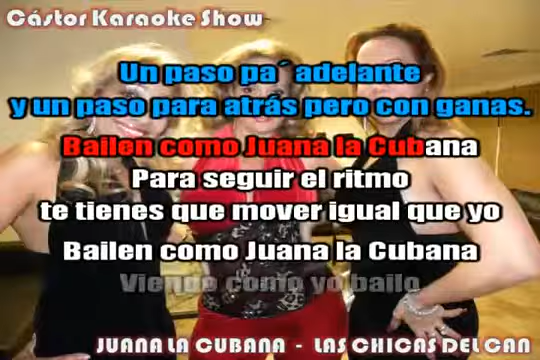 Cástor Karaoke Show
Un paso pa´ adelante
y un paso para atrás pero con ganas.
Bailen como Juana la Cubana
Para seguir el ritmo
te tienes que mover igual que yo
Bailen como Juana la Cubana
Viendo como yo bailo
JUANA LA CUBANA - LAS CHICAS DEL CAN